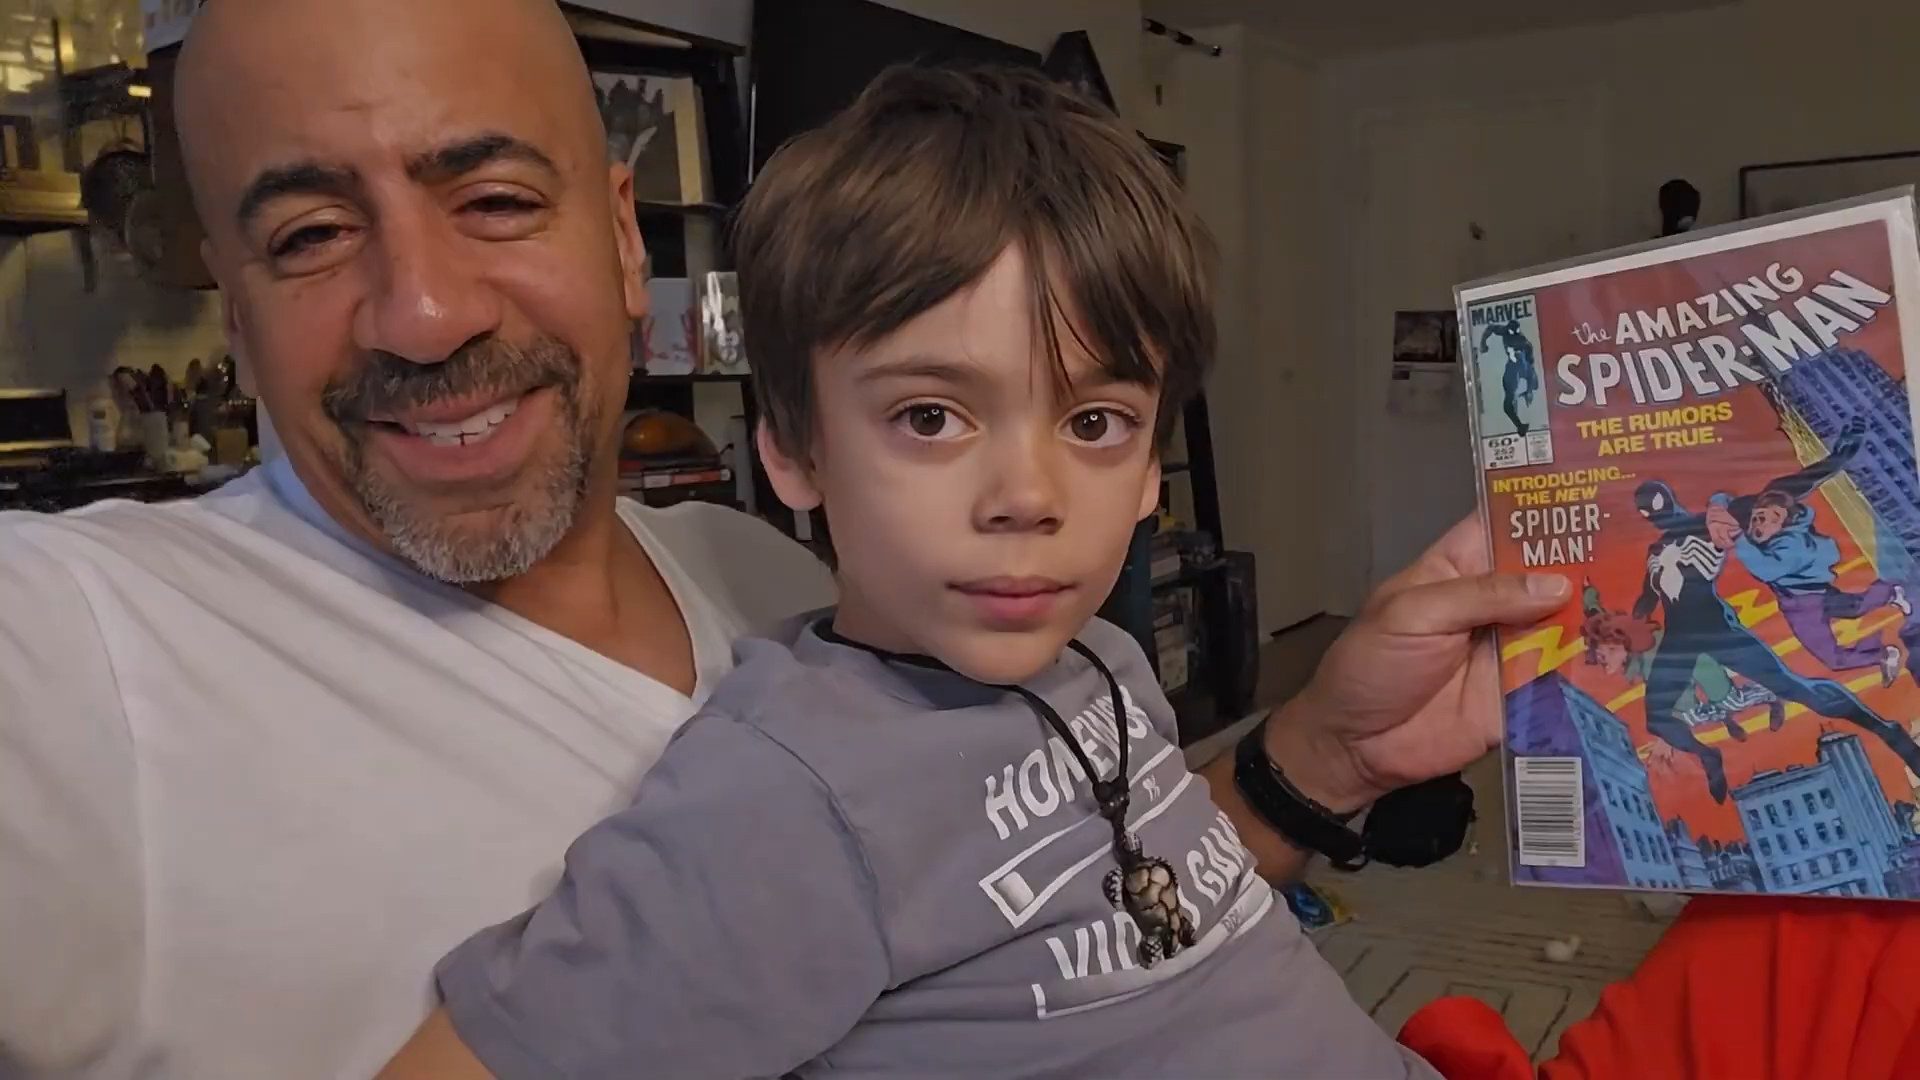 MARVEL
60¢
252
MAY
the AMAZING
SPIDER-MAN
THE RUMORS
ARE TRUE.
INTRODUCING...
THE NEW
SPIDER-
MAN!